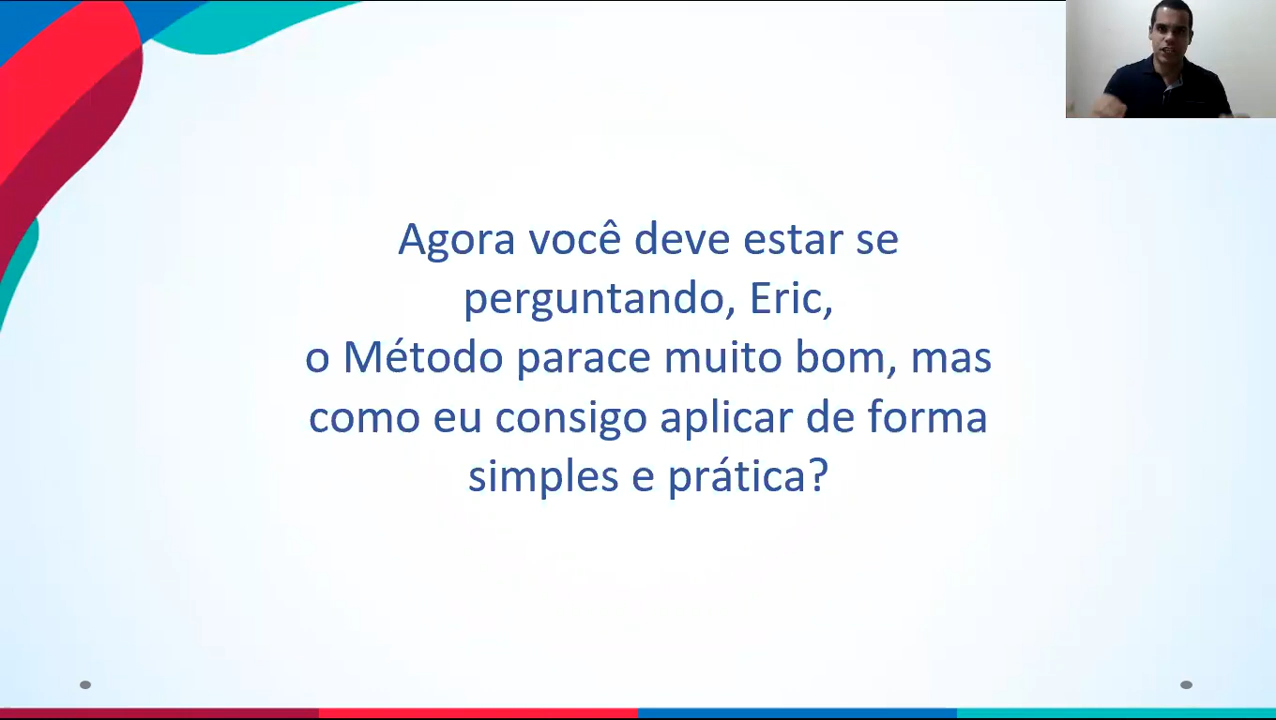 Agora você deve estar se
perguntando, Eric,
o Método parace muito bom, mas
como eu consigo aplicar de forma
simples e prática?